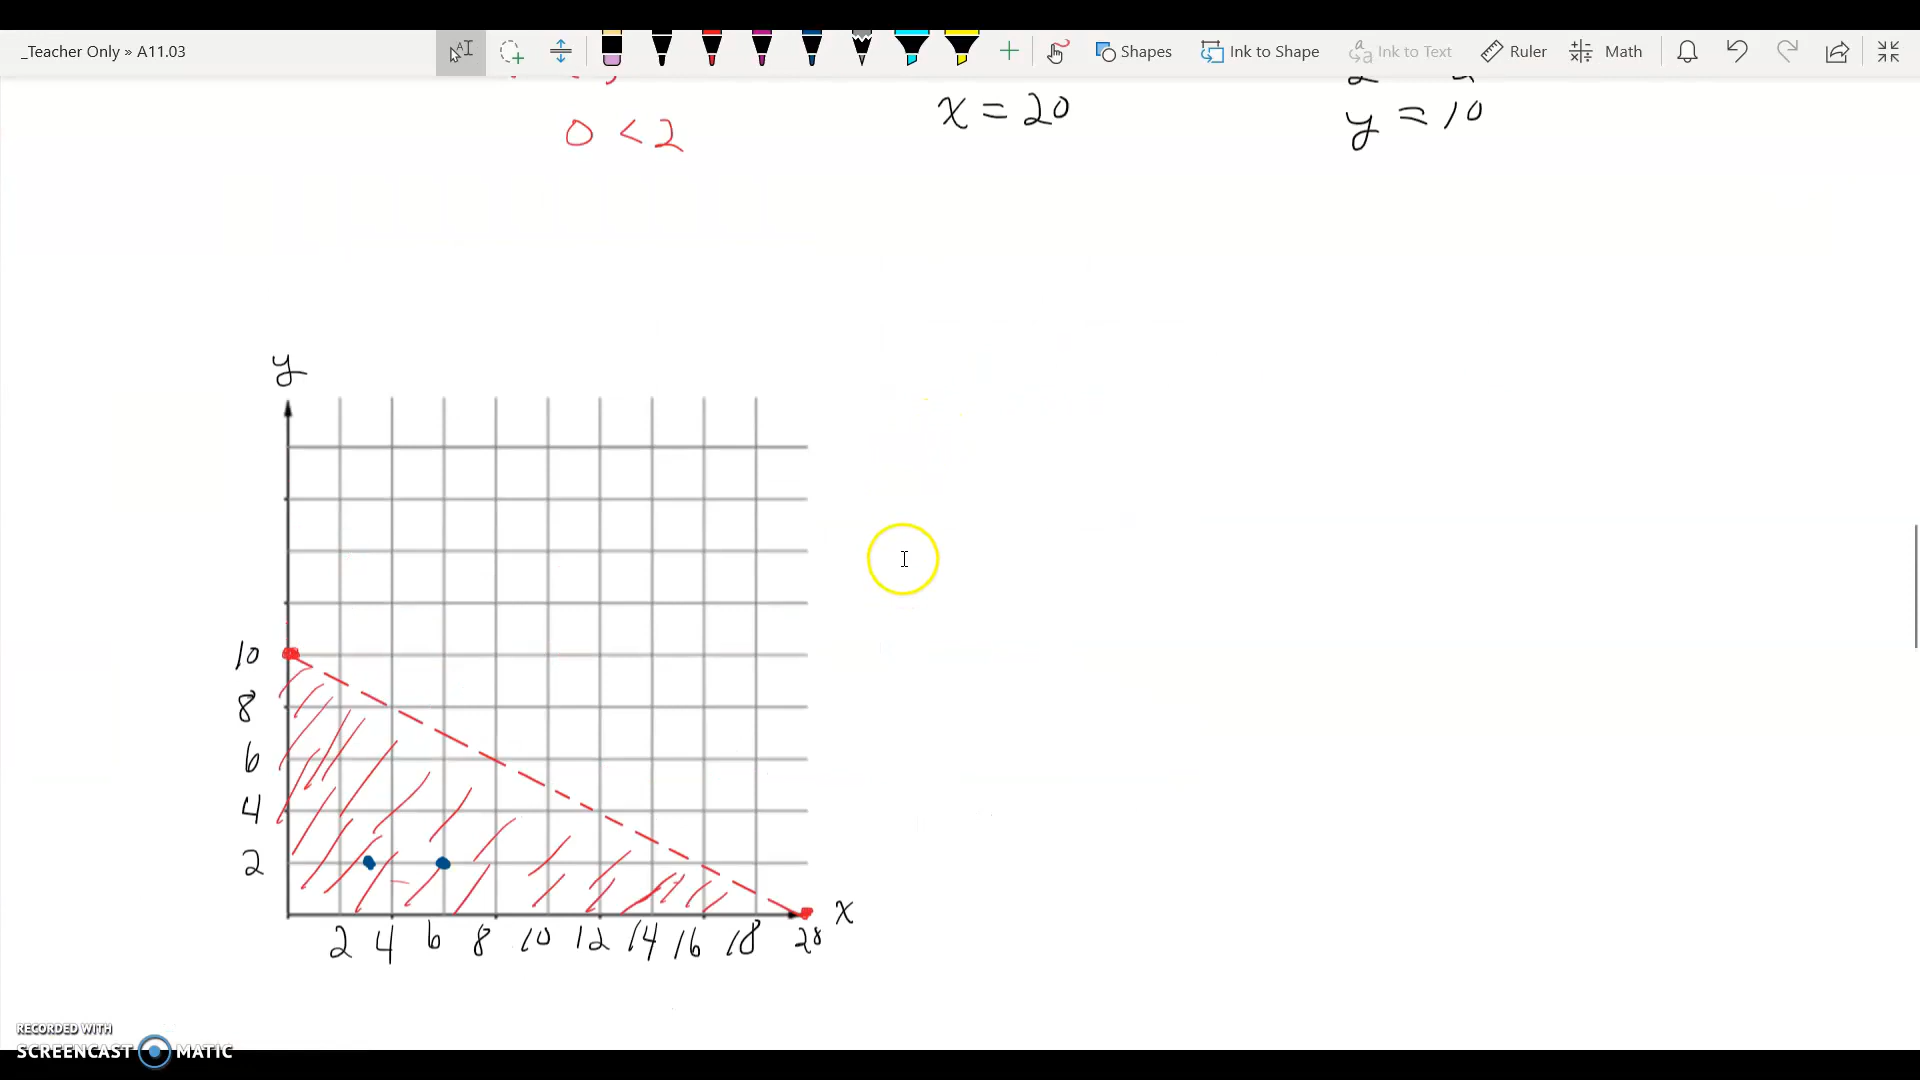 _Teacher Only » A11.03
Shapes
Ink to Shape
Ink to Text
Ruler
Math
x = 20
y = 10
0 < 2
y
10
8
6
4
2
x
2 4 6 8 10 12 14 16 18 20
RECORDED WITH
SCREENCAST MATIC